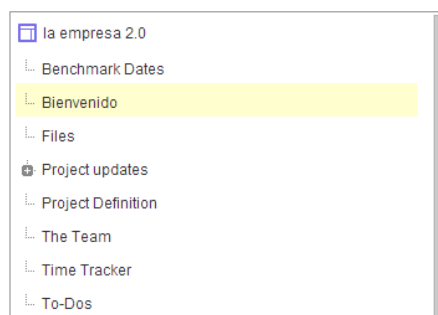 la empresa 2.0
Benchmark Dates
Bienvenido
Files
Project updates
Project Definition
The Team
Time Tracker
To-Dos